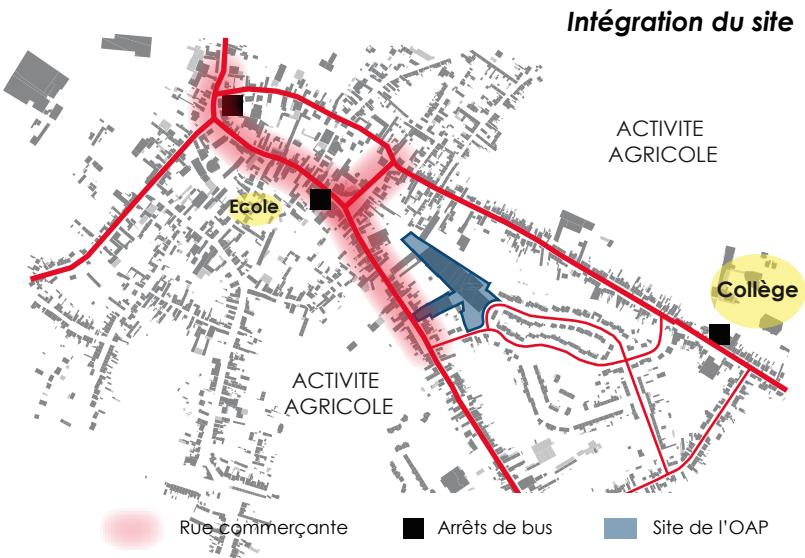 Intégration du site
ACTIVITE
AGRICOLE
Ecole
Collège
ACTIVITE
AGRICOLE
Rue commerçante
Arrêts de bus
Site de l'OAP